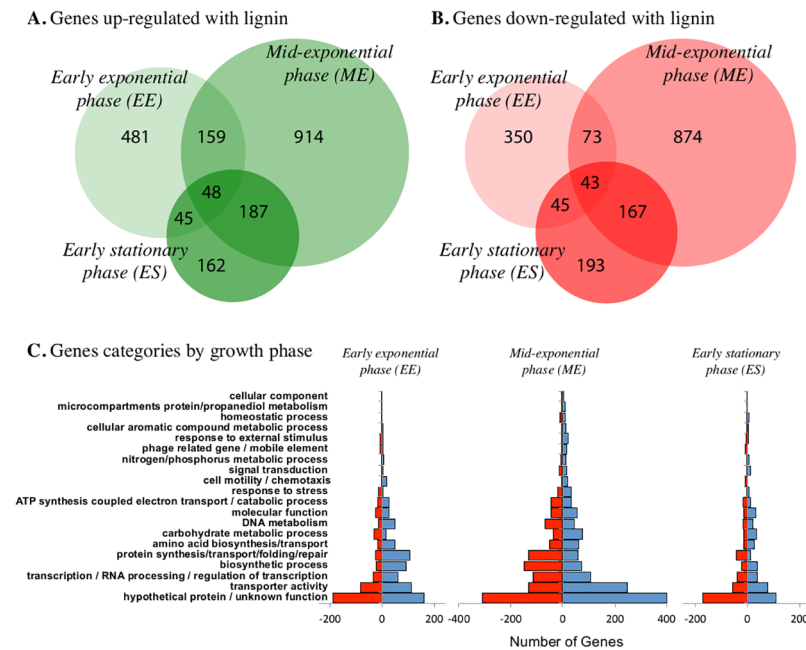 A. Genes up-regulated with lignin
Early exponential
phase (EE)
Mid-exponential
phase (ME)
481
159
914
48
45
187
162
Early stationary
phase (ES)
B. Genes down-regulated with lignin
Early exponential
phase (EE)
Mid-exponential
phase (ME)
350
73
874
43
45
167
193
Early stationary
phase (ES)
C. Genes categories by growth phase
Early exponential
phase (EE)
Mid-exponential
phase (ME)
Early stationary
phase (ES)
cellular component
microcompartments protein/propanediol metabolism
homeostatic process
cellular aromatic compound metabolic process
response to external stimulus
phage related gene / mobile element
nitrogen/phosphorus metabolic process
signal transduction
cell motility / chemotaxis
response to stress
ATP synthesis coupled electron transport / catabolic process
molecular function
DNA metabolism
carbohydrate metabolic process
amino acid biosynthesis/transport
protein synthesis/transport/folding/repair
biosynthetic process
transcription / RNA processing / regulation of transcription
transporter activity
hypothetical protein / unknown function
-200 0 200
-400 -200 0 200 400
-200 0 200
Number of Genes